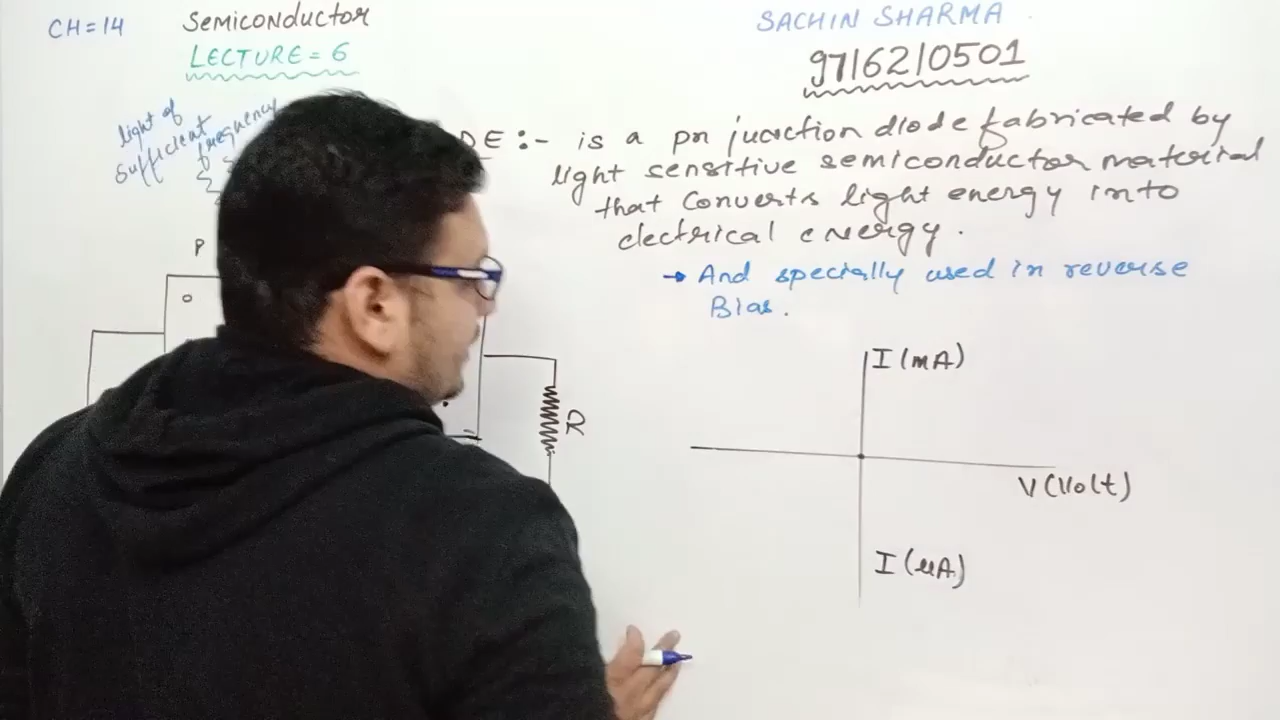 CH=14
Semiconductor
LECTURE = 6
SACHIN SHARMA
9716210501
light of
sufficient
frequency
DE :- is a pn junction diode fabricated by
light sensitive semiconductor material
that converts light energy into
electrical energy.
→ And specially used in reverse
Bias.
P
o
R
I (mA)
V (Volt)
I (μA)